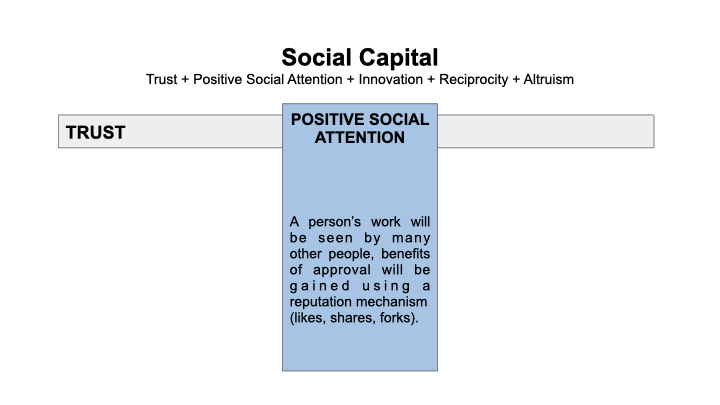 Social Capital
Trust + Positive Social Attention + Innovation + Reciprocity + Altruism
TRUST
POSITIVE SOCIAL
ATTENTION
A person's work will
be seen by many
other people, benefits
of approval will be
gained using a
reputation mechanism
(likes, shares, forks).